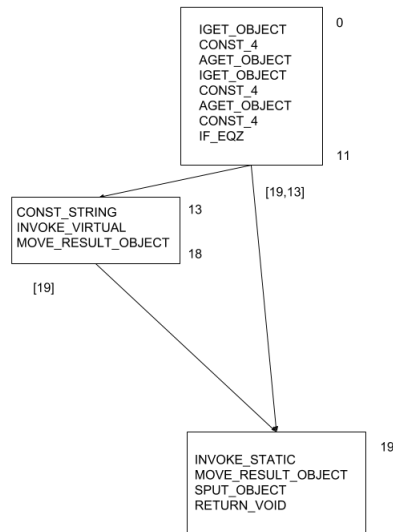 IGET_OBJECT
CONST_4
AGET_OBJECT
IGET_OBJECT
CONST_4
AGET_OBJECT
CONST_4
IF_EQZ
0
11
[19,13]
CONST_STRING
INVOKE_VIRTUAL
MOVE_RESULT_OBJECT
13
18
[19]
INVOKE_STATIC
MOVE_RESULT_OBJECT
SPUT_OBJECT
RETURN_VOID
19